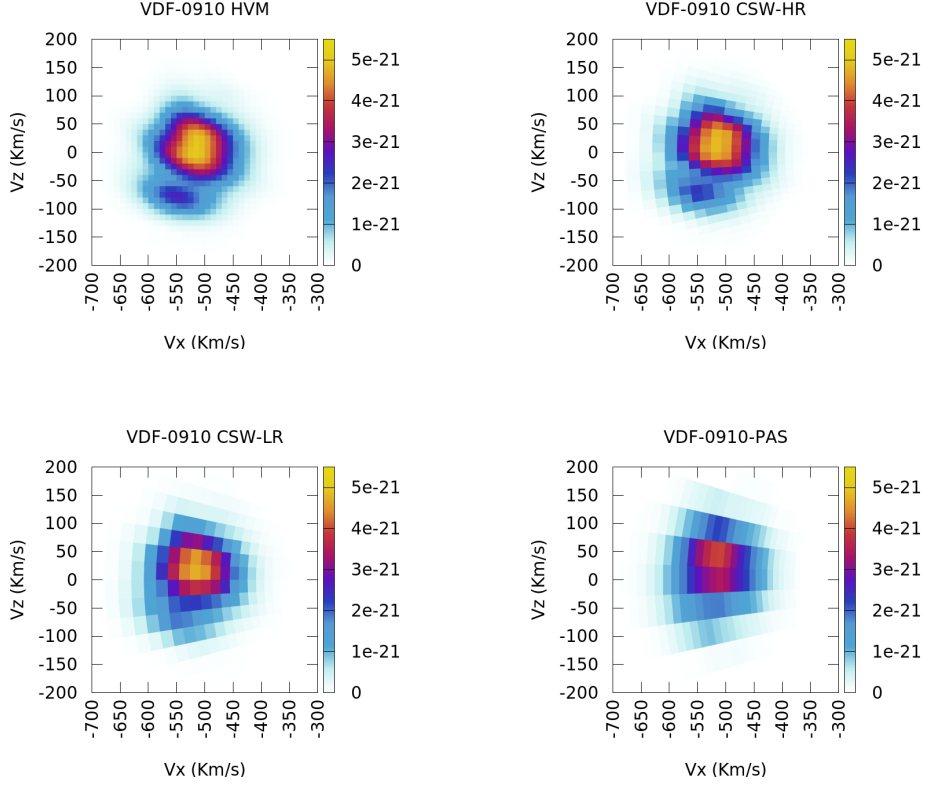 VDF-0910 HVM
200
150
100
50
0
-50
-100
-150
-200
Vz (Km/s)
-700
-650
-600
-550
-500
-450
-400
-350
-300
Vx (Km/s)
5e-21
4e-21
3e-21
2e-21
1e-21
0
VDF-0910 CSW-HR
200
150
100
50
0
-50
-100
-150
-200
Vz (Km/s)
-700
-650
-600
-550
-500
-450
-400
-350
-300
Vx (Km/s)
5e-21
4e-21
3e-21
2e-21
1e-21
0
VDF-0910 CSW-LR
200
150
100
50
0
-50
-100
-150
-200
Vz (Km/s)
-700
-650
-600
-550
-500
-450
-400
-350
-300
Vx (Km/s)
5e-21
4e-21
3e-21
2e-21
1e-21
0
VDF-0910-PAS
200
150
100
50
0
-50
-100
-150
-200
Vz (Km/s)
-700
-650
-600
-550
-500
-450
-400
-350
-300
Vx (Km/s)
5e-21
4e-21
3e-21
2e-21
1e-21
0